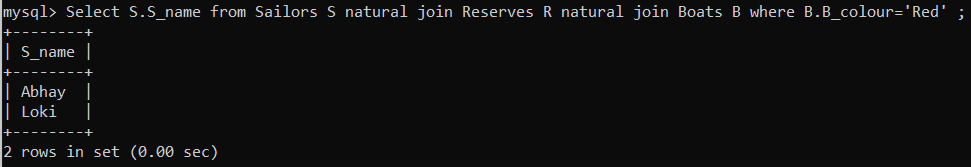 mysql> Select S.S_name from Sailors S natural join Reserves R natural join Boats B where B.B_colour='Red' ;
+--------+
| S_name |
+--------+
| Abhay  |
| Loki   |
+--------+
2 rows in set (0.00 sec)